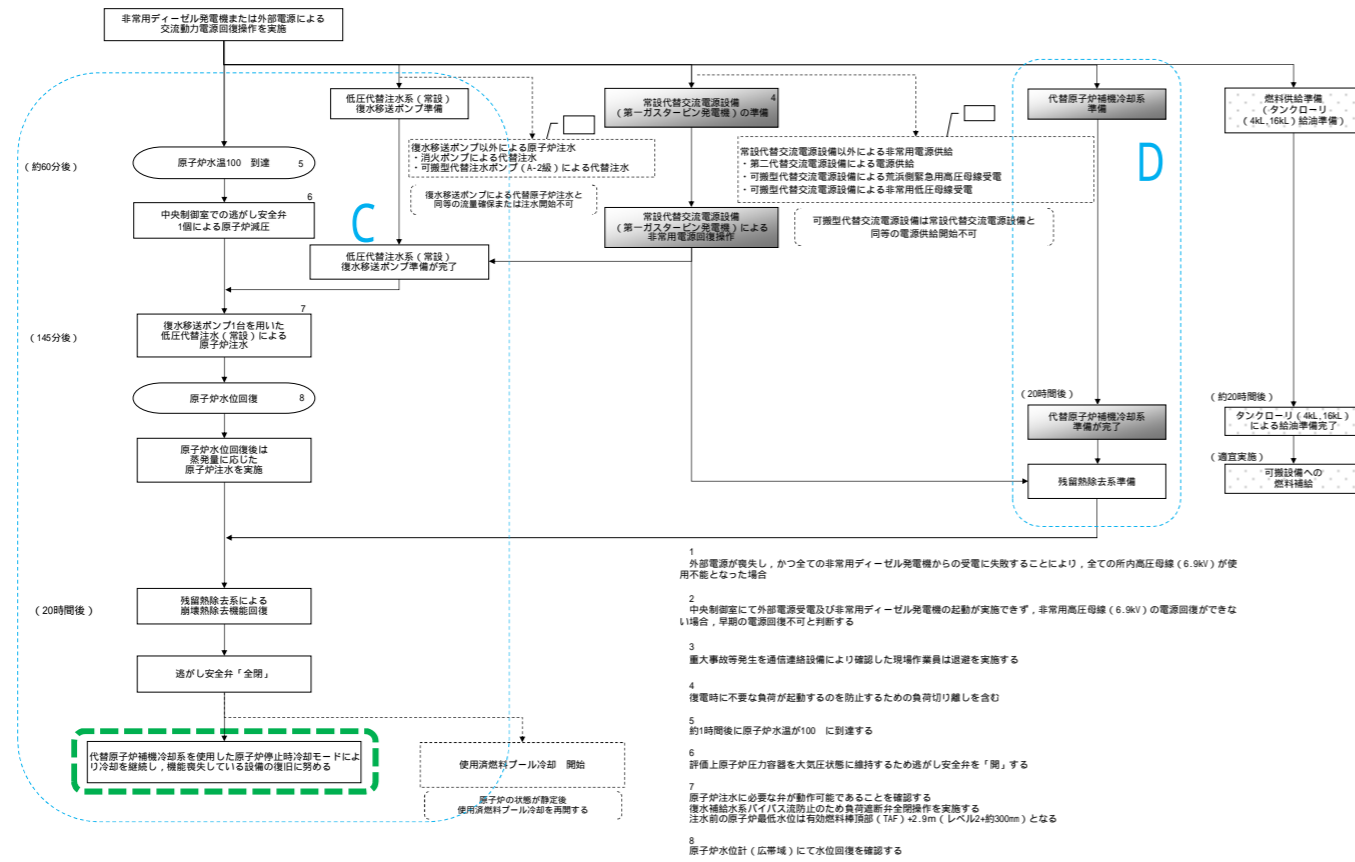 非常用ディーゼル発電機または外部電源による
交流動力電源回復操作を実施
低圧代替注水系(常設)
復水移送ポンプ準備
常設代替交流電源設備
(第一ガスタービン発電機)の準備
4
代替原子炉補機冷却系
準備
燃料供給準備
(タンクローリ
(4kL,16kL)給油準備)
復水移送ポンプ以外による原子炉注水
・消火ポンプによる代替注水
・可搬型代替注水ポンプ(A-2級)による代替注水
常設代替交流電源設備以外による非常用電源供給
・第二代替交流電源設備による電源供給
・可搬型代替交流電源設備による荒浜側緊急用高圧母線受電
・可搬型代替交流電源設備による非常用低圧母線受電
D
(約60分後)
原子炉水温100 到達
5
復水移送ポンプによる代替原子炉注水と
同等の流量確保または注水開始不可
6
中央制御室での逃がし安全弁
1個による原子炉減圧
C
常設代替交流電源設備
(第一ガスタービン発電機)による
非常用電源回復操作
可搬型代替交流電源設備は常設代替交流電源設備と
同等の電源供給開始不可
低圧代替注水系(常設)
復水移送ポンプ準備が完了
(145分後)
7
復水移送ポンプ1台を用いた
低圧代替注水(常設)による
原子炉注水
原子炉水位回復
8
(20時間後)
代替原子炉補機冷却系
準備が完了
(約20時間後)
タンクローリ(4kL,16kL)
による給油準備完了
原子炉水位回復後は
蒸発量に応じた
原子炉注水を実施
残留熱除去系準備
(適宜実施)
可搬設備への
燃料補給
(20時間後)
残留熱除去系による
崩壊熱除去機能回復
逃がし安全弁「全閉」
代替原子炉補機冷却系を使用した原子炉停止時冷却モードによ
り冷却を継続し,機能喪失している設備の復旧に努める
使用済燃料プール冷却 開始
原子炉の状態が静定後
使用済燃料プール冷却を再開する
1
外部電源が喪失し,かつ全ての非常用ディーゼル発電機からの受電に失敗することにより,全ての所内高圧母線(6.9kV)が使
用不能となった場合
2
中央制御室にて外部電源受電及び非常用ディーゼル発電機の起動が実施できず,非常用高圧母線(6.9kV)の電源回復ができな
い場合,早期の電源回復不可と判断する
3
重大事故等発生を通信連絡設備により確認した現場作業員は退避を実施する
4
復電時に不要な負荷が起動するのを防止するための負荷切り離しを含む
5
約1時間後に原子炉水温が100 に到達する
6
評価上原子炉圧力容器を大気圧状態に維持するため逃がし安全弁を「開」する
7
原子炉注水に必要な弁が動作可能であることを確認する
復水補給水系バイパス流防止のため負荷遮断弁全閉操作を実施する
注水前の原子炉最低水位は有効燃料棒頂部(TAF)+2.9m(レベル2+約300mm)となる
8
原子炉水位計(広帯域)にて水位回復を確認する